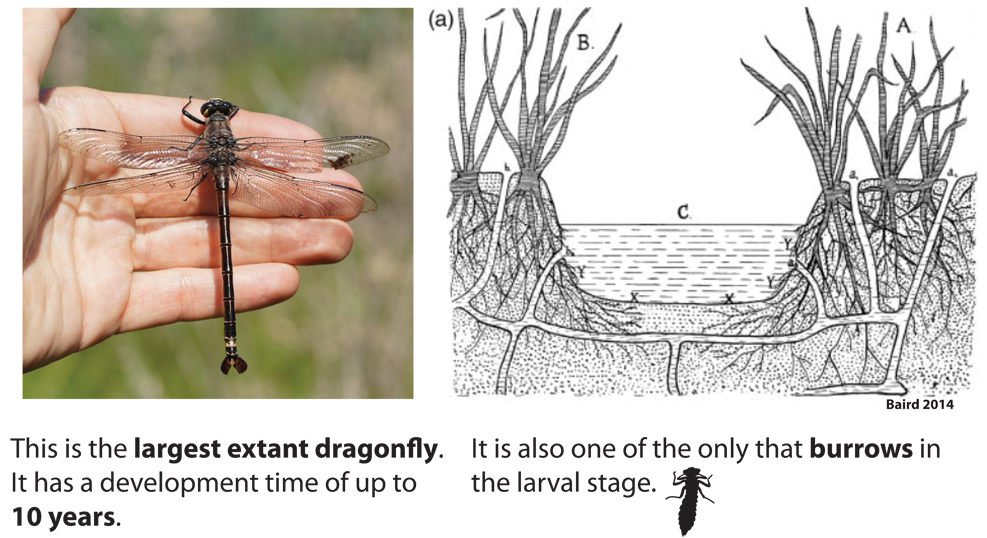 (a)
B.
A.
h
a
a,
C.
Y
Y
a
Y
X
X
Baird 2014
This is the largest extant dragonfly.
It has a development time of up to
10 years.
It is also one of the only that burrows in
the larval stage.